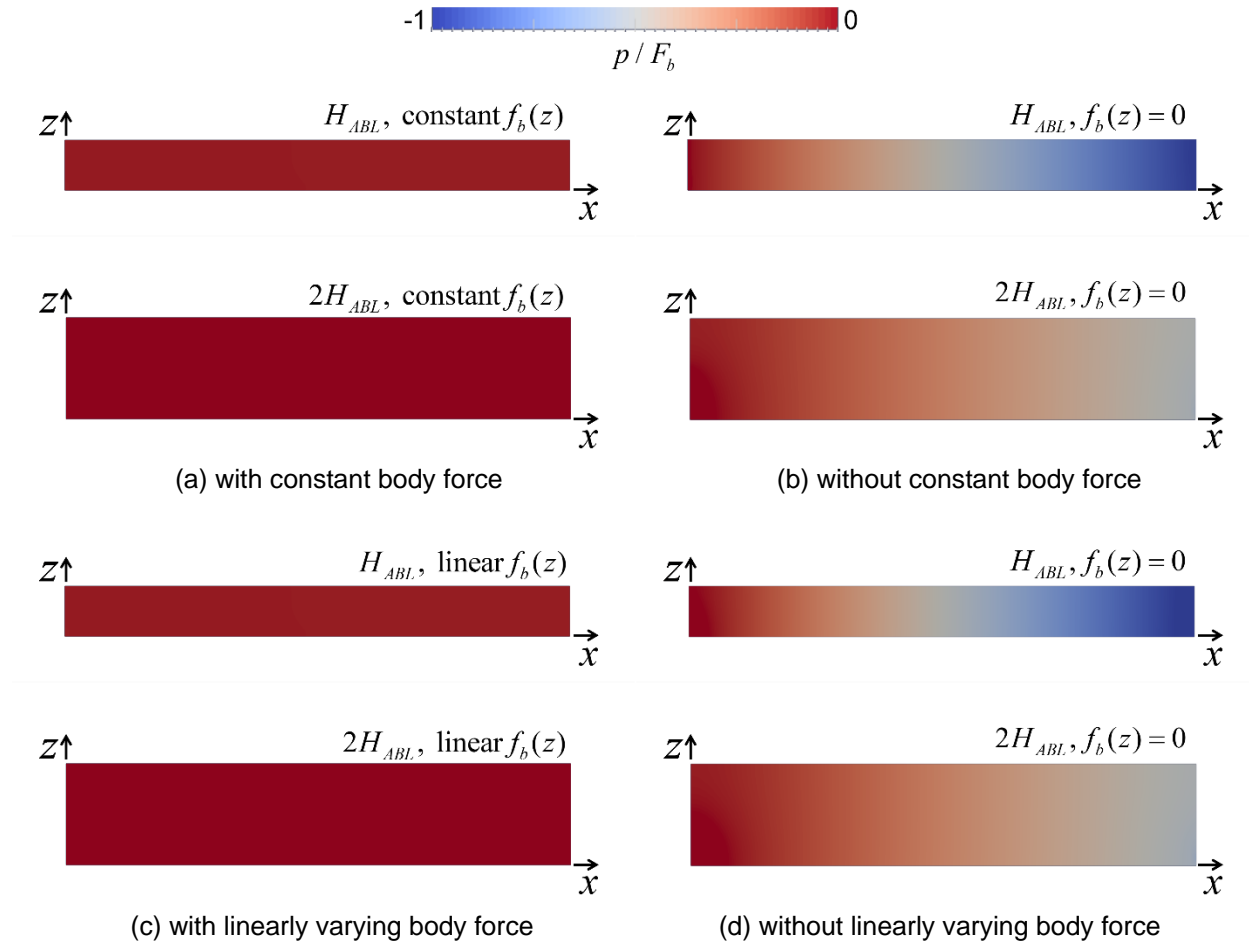 -1 0
p / F_b
H_ABL, constant f_b(z)
z
x
H_ABL, f_b(z) = 0
z
x
2H_ABL, constant f_b(z)
z
x
2H_ABL, f_b(z) = 0
z
x
(a) with constant body force
(b) without constant body force
H_ABL, linear f_b(z)
z
x
H_ABL, f_b(z) = 0
z
x
2H_ABL, linear f_b(z)
z
x
2H_ABL, f_b(z) = 0
z
x
(c) with linearly varying body force
(d) without linearly varying body force